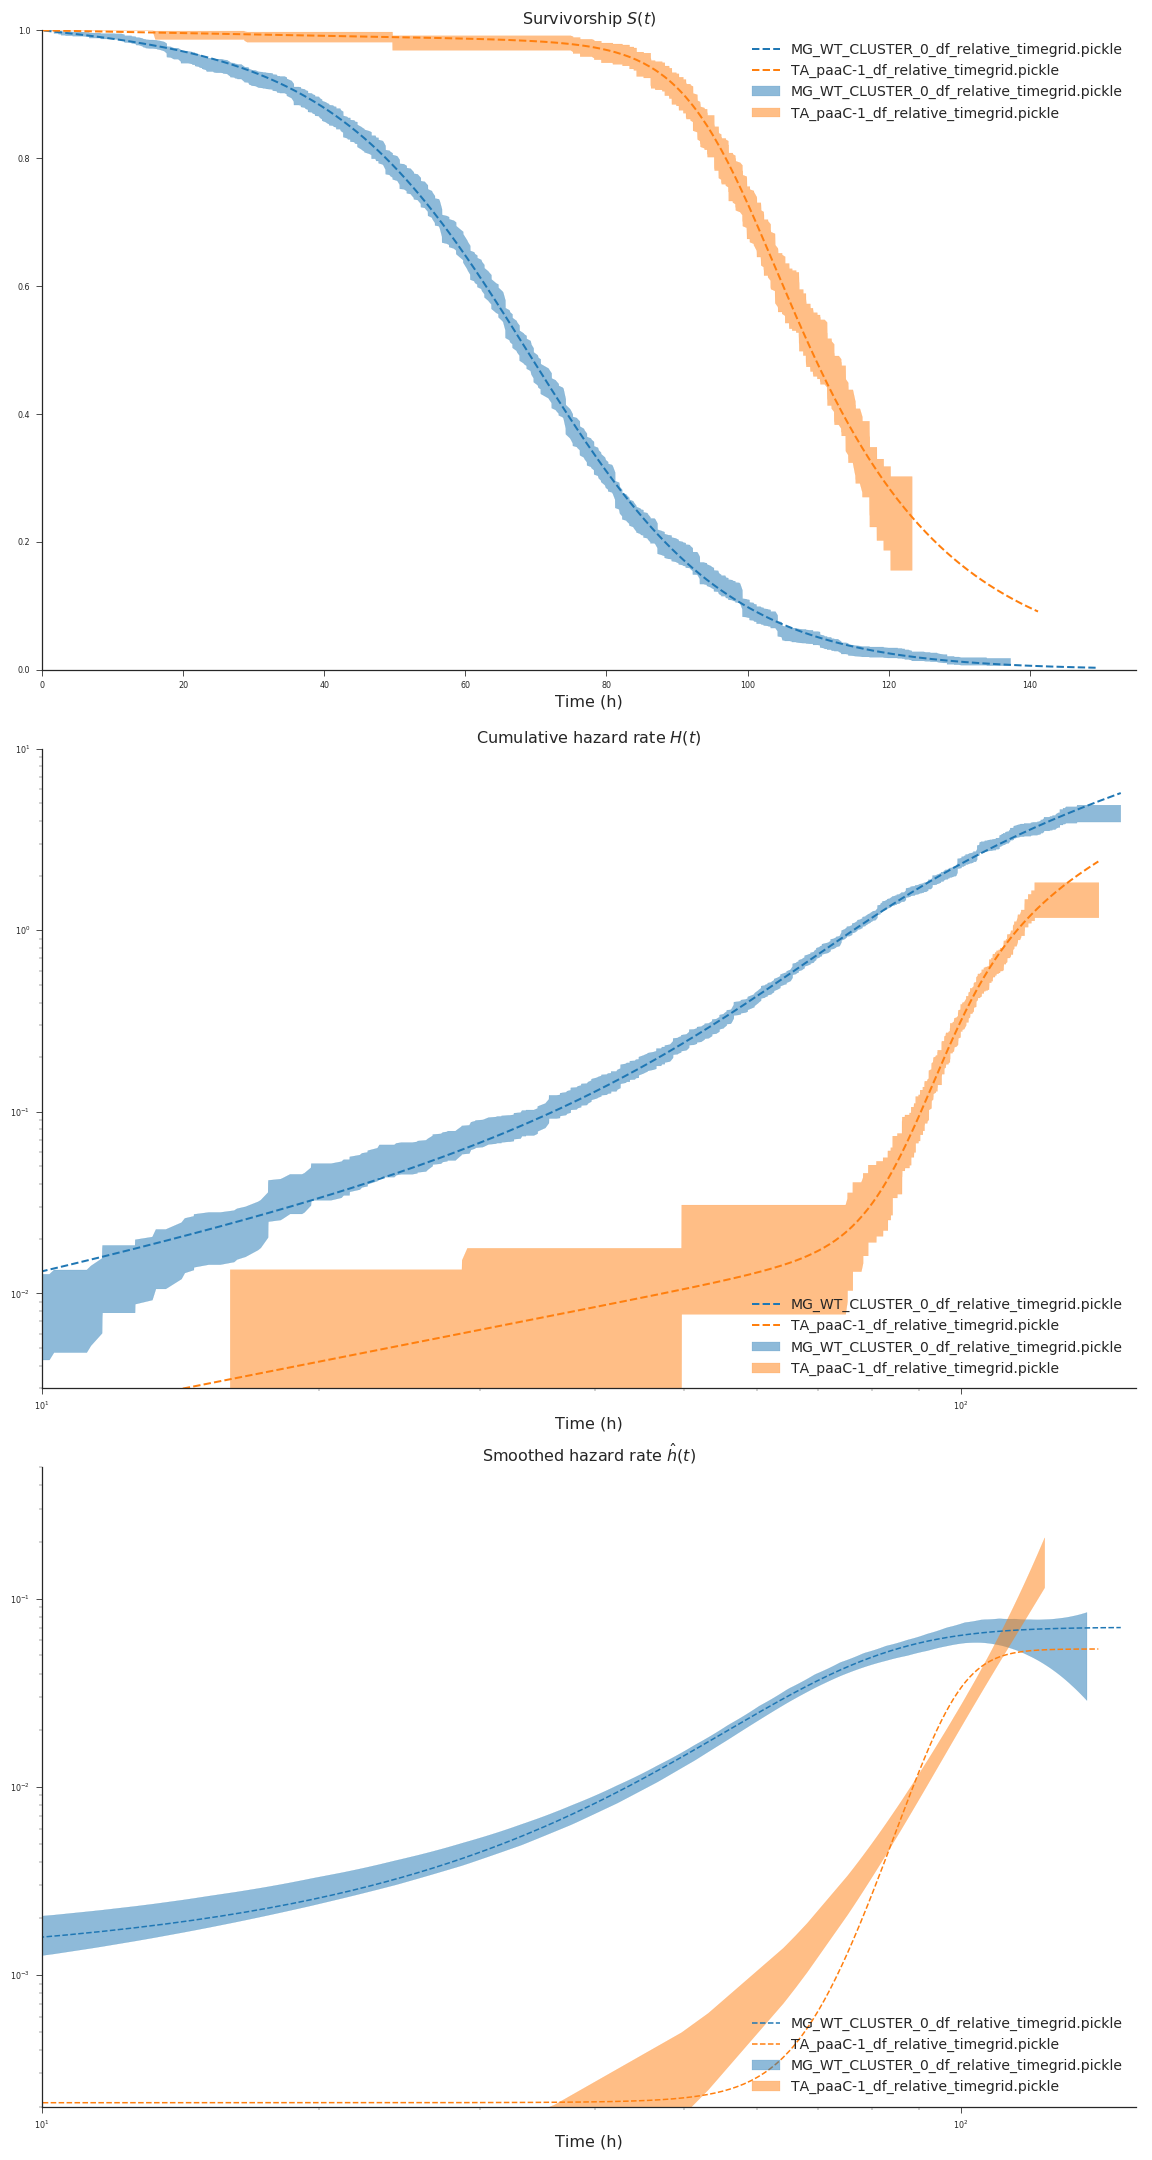 Survivorship S(t)
1.0
0.8
0.6
0.4
0.2
0.0
MG_WT_CLUSTER_0_df_relative_timegrid.pickle
TA_paaC-1_df_relative_timegrid.pickle
MG_WT_CLUSTER_0_df_relative_timegrid.pickle
TA_paaC-1_df_relative_timegrid.pickle
0 20 40 60 80 100 120 140
Time (h)
Cumulative hazard rate H(t)
10¹
10⁰
10⁻¹
10⁻²
MG_WT_CLUSTER_0_df_relative_timegrid.pickle
TA_paaC-1_df_relative_timegrid.pickle
MG_WT_CLUSTER_0_df_relative_timegrid.pickle
TA_paaC-1_df_relative_timegrid.pickle
10¹ 10²
Time (h)
Smoothed hazard rate ĥ(t)
10⁻¹
10⁻²
10⁻³
MG_WT_CLUSTER_0_df_relative_timegrid.pickle
TA_paaC-1_df_relative_timegrid.pickle
MG_WT_CLUSTER_0_df_relative_timegrid.pickle
TA_paaC-1_df_relative_timegrid.pickle
10¹ 10²
Time (h)